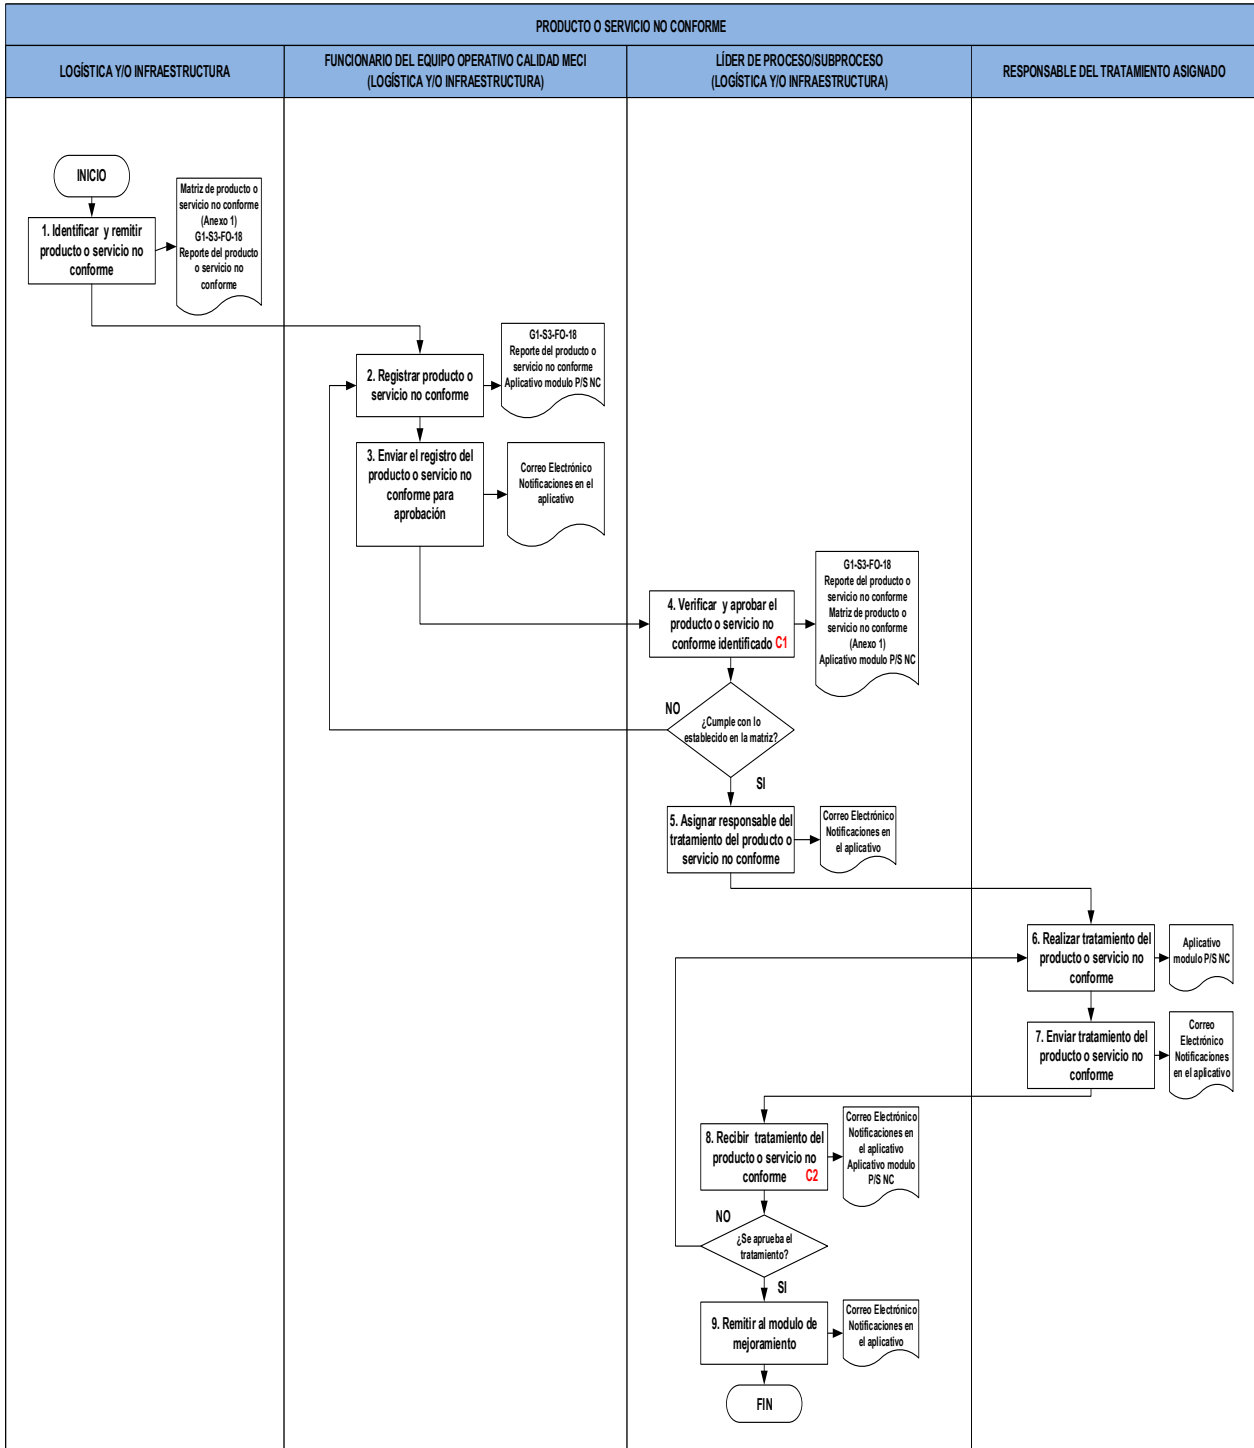 PRODUCTO O SERVICIO NO CONFORME
LOGÍSTICA Y/O INFRAESTRUCTURA
FUNCIONARIO DEL EQUIPO OPERATIVO CALIDAD MECI
(LOGÍSTICA Y/O INFRAESTRUCTURA)
LÍDER DE PROCESO/SUBPROCESO
(LOGÍSTICA Y/O INFRAESTRUCTURA)
RESPONSABLE DEL TRATAMIENTO ASIGNADO
INICIO
1. Identificar y remitir
producto o servicio no
conforme
Matriz de producto o
servicio no conforme
(Anexo 1)
G1-S3-FO-18
Reporte del producto
o servicio no
conforme
2. Registrar producto o
servicio no conforme
G1-S3-FO-18
Reporte del producto o
servicio no conforme
Aplicativo modulo P/S NC
3. Enviar el registro del
producto o servicio no
conforme para
aprobación
Correo Electrónico
Notificaciones en el
aplicativo
4. Verificar y aprobar el
producto o servicio no
conforme identificado C1
G1-S3-FO-18
Reporte del producto o
servicio no conforme
Matriz de producto o
servicio no conforme
(Anexo 1)
Aplicativo modulo P/S NC
NO
¿Cumple con lo
establecido en la matriz?
SI
5. Asignar responsable del
tratamiento del producto o
servicio no conforme
Correo Electrónico
Notificaciones en
el aplicativo
6. Realizar tratamiento del
producto o servicio no
conforme
Aplicativo
modulo P/S NC
7. Enviar tratamiento del
producto o servicio no
conforme
Correo
Electrónico
Notificaciones
en el aplicativo
8. Recibir tratamiento del
producto o servicio no
conforme C2
Correo Electrónico
Notificaciones en
el aplicativo
Aplicativo modulo
P/S NC
NO
¿Se aprueba el
tratamiento?
SI
9. Remitir al modulo de
mejoramiento
Correo Electrónico
Notificaciones en
el aplicativo
FIN